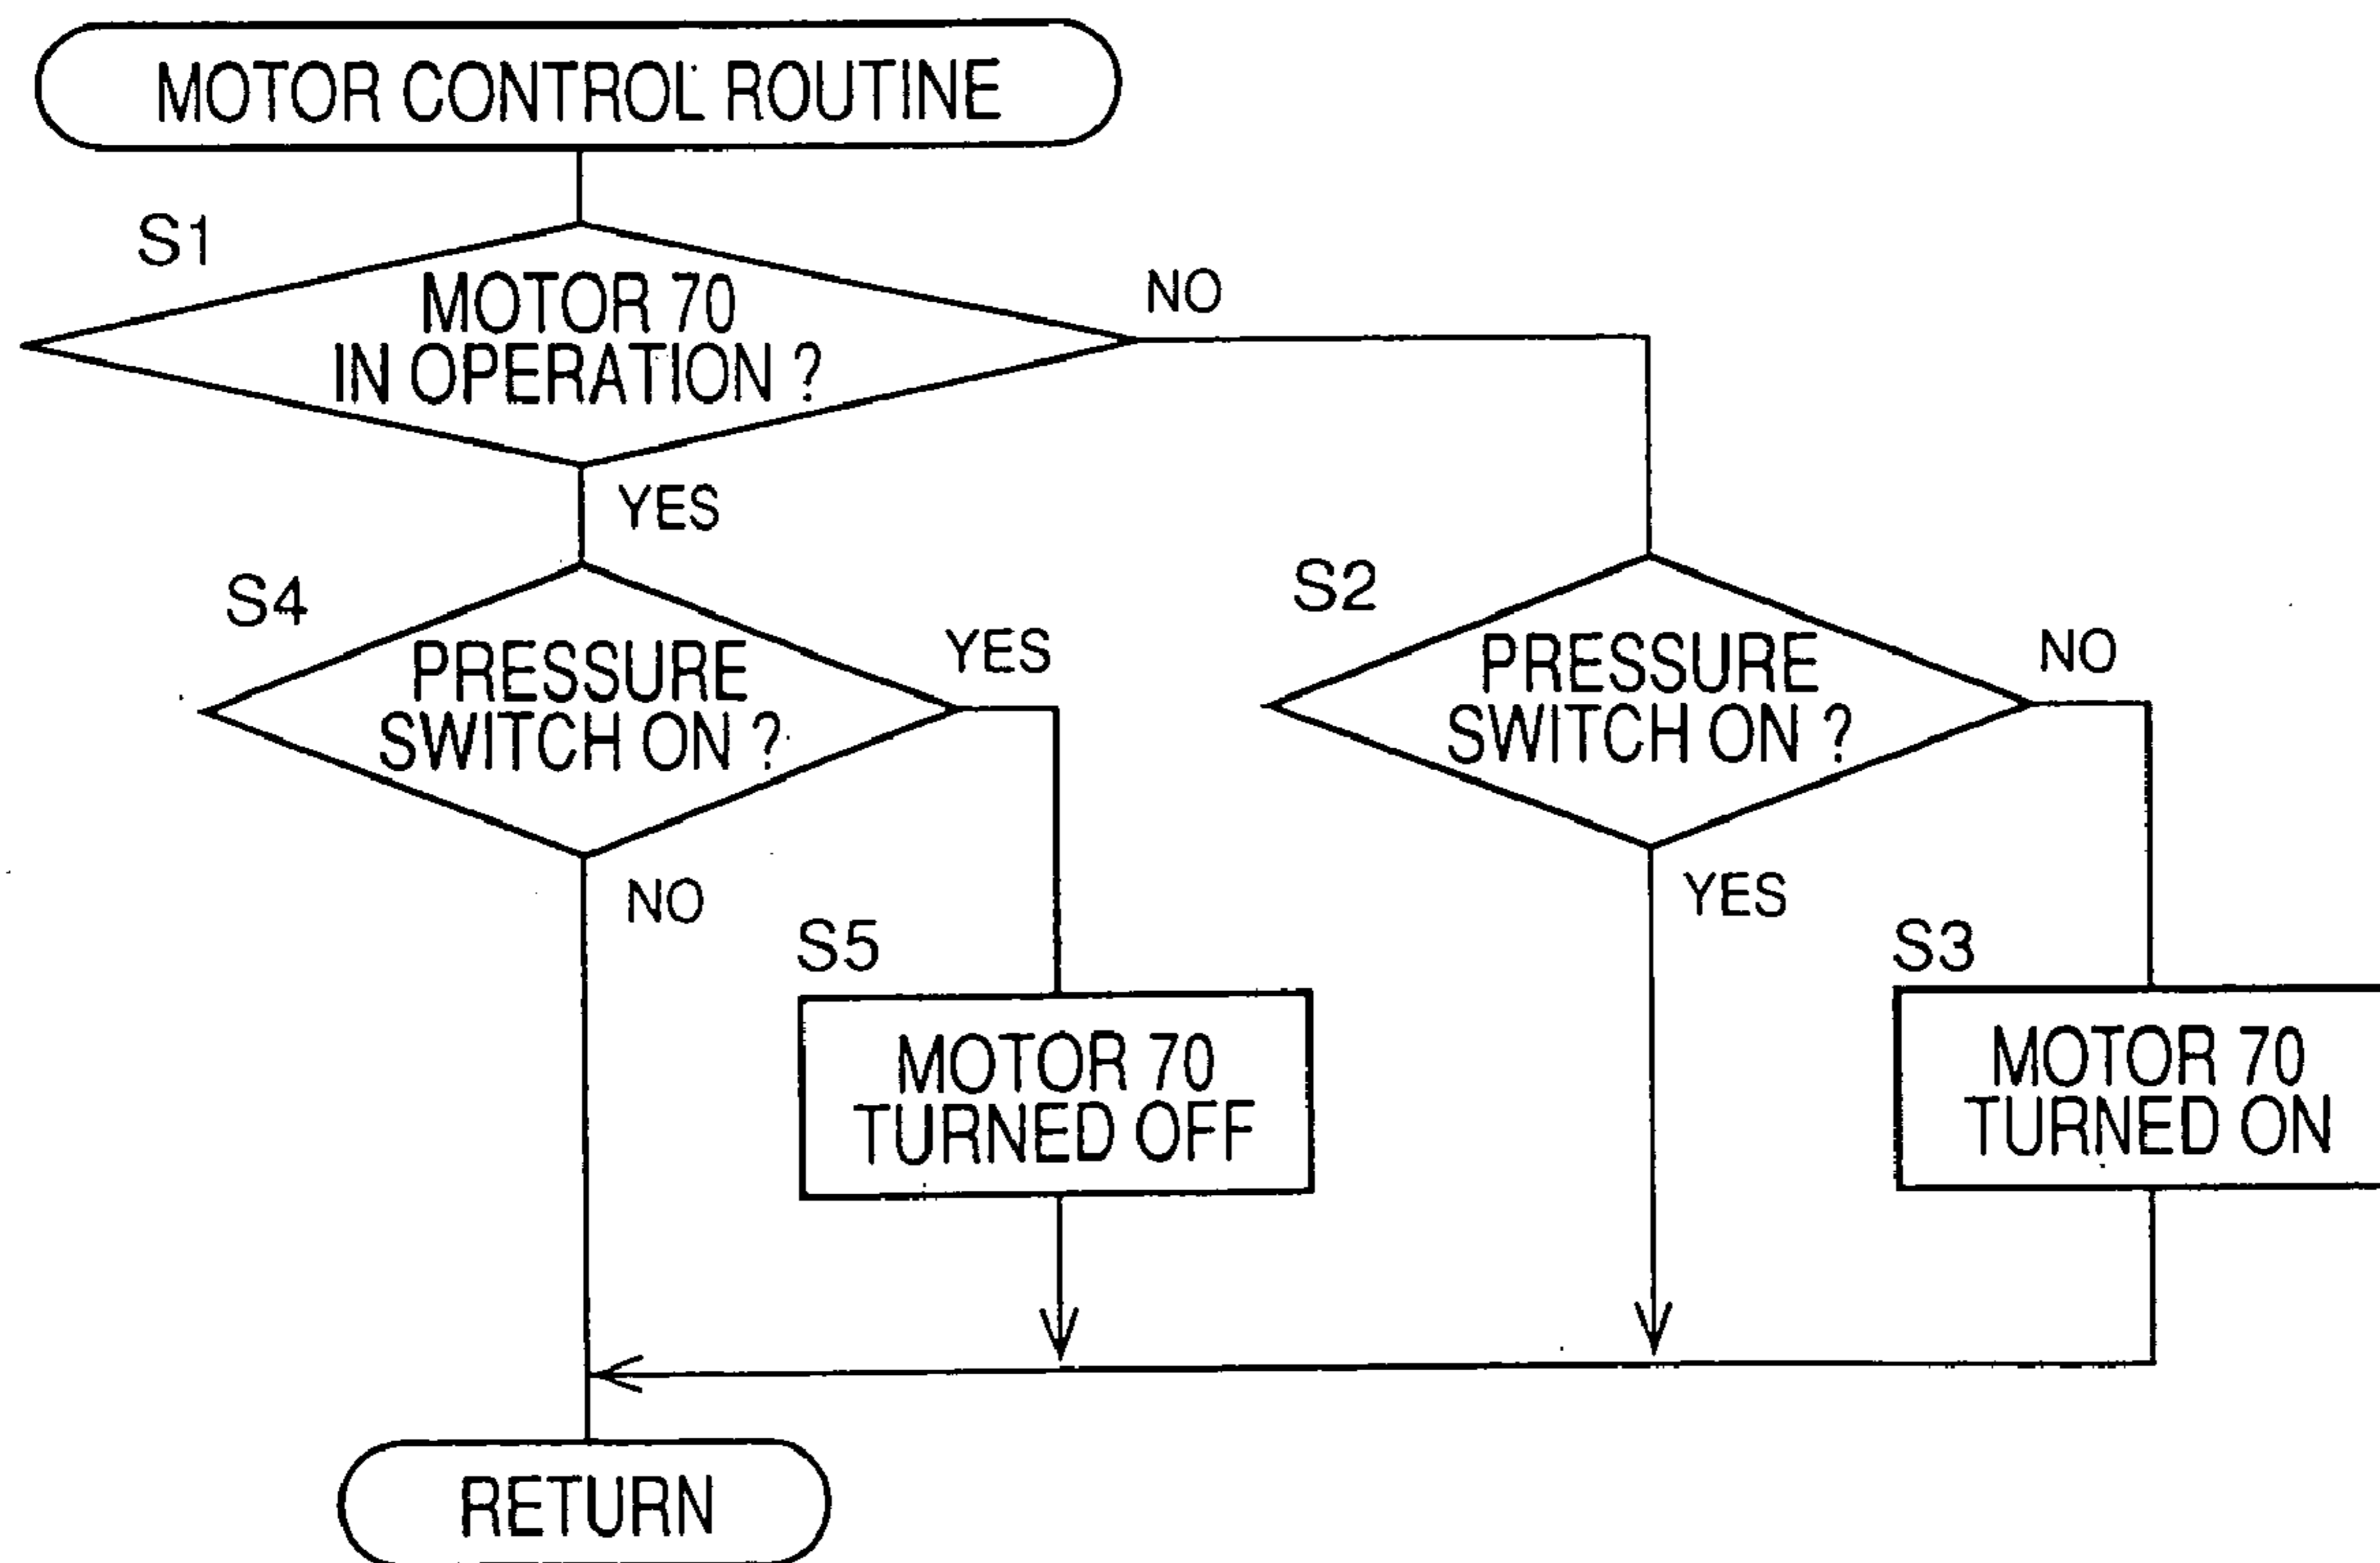 MOTOR CONTROL ROUTINE
S1
MOTOR 70
IN OPERATION ?
NO
YES
S4
PRESSURE
SWITCH ON ?
YES
NO
S2
PRESSURE
SWITCH ON ?
NO
YES
S5
MOTOR 70
TURNED OFF
S3
MOTOR 70
TURNED ON
RETURN